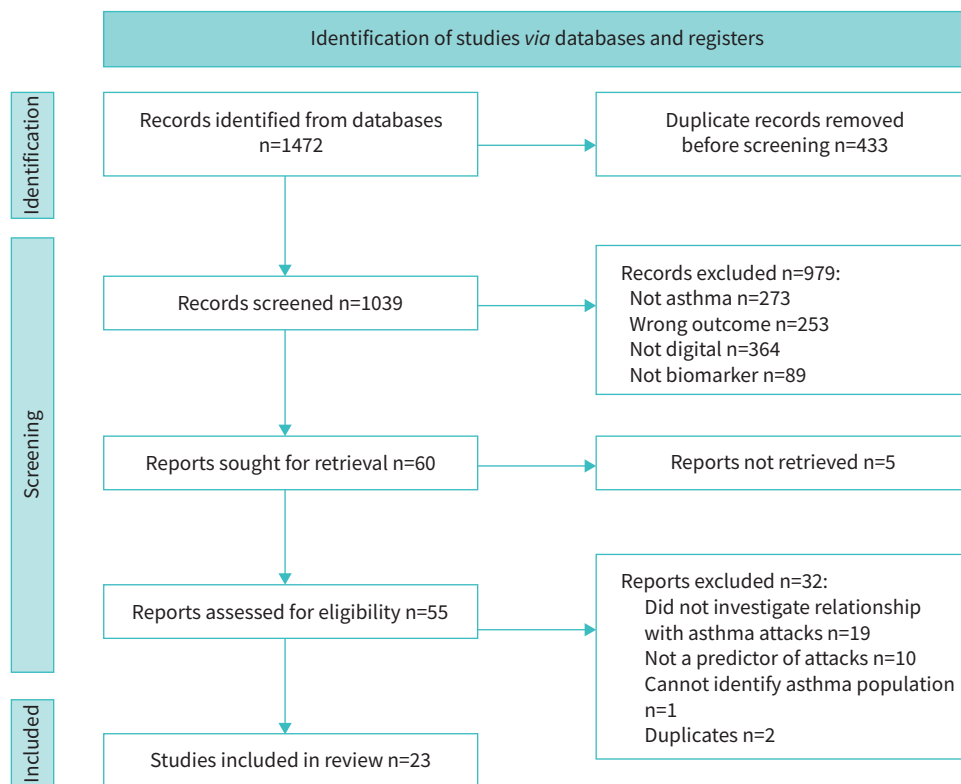 Identification of studies via databases and registers
Identification
Records identified from databases
n=1472
Duplicate records removed
before screening n=433
Screening
Records screened n=1039
Records excluded n=979:
Not asthma n=273
Wrong outcome n=253
Not digital n=364
Not biomarker n=89
Reports sought for retrieval n=60
Reports not retrieved n=5
Reports assessed for eligibility n=55
Reports excluded n=32:
Did not investigate relationship
with asthma attacks n=19
Not a predictor of attacks n=10
Cannot identify asthma population
n=1
Duplicates n=2
Included
Studies included in review n=23